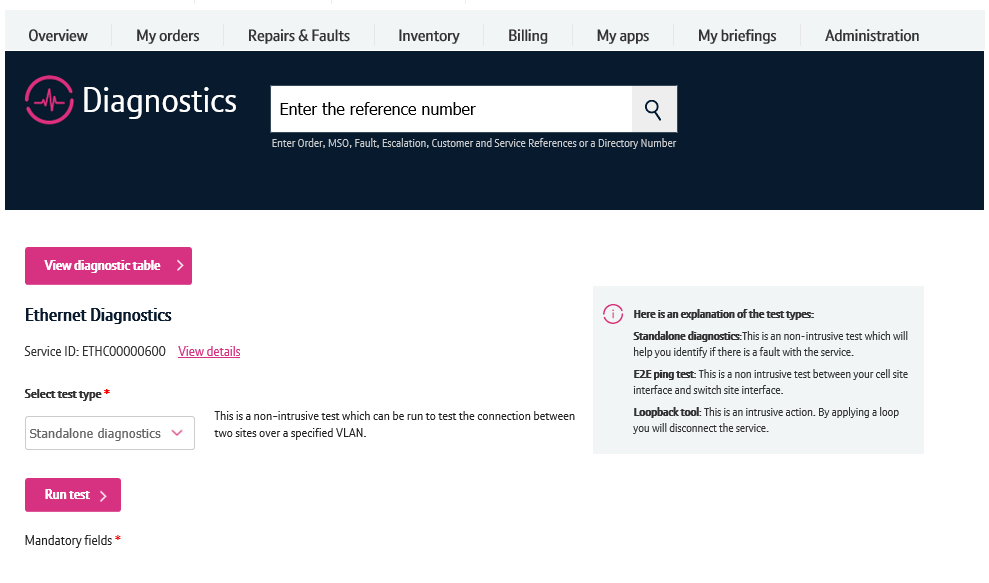 Overview My orders Repairs & Faults Inventory Billing My apps My briefings Administration
Diagnostics
Enter the reference number
Enter Order, MSO, Fault, Escalation, Customer and Service References or a Directory Number
View diagnostic table
Ethernet Diagnostics
Service ID: ETHC00000600 View details
Select test type *
Standalone diagnostics
This is a non-intrusive test which can be run to test the connection between
two sites over a specified VLAN.
Run test
Mandatory fields *
Here is an explanation of the test types:
Standalone diagnostics:This is an non-intrusive test which will
help you identify if there is a fault with the service.
E2E ping test: This is a non intrusive test between your cell site
interface and switch site interface.
Loopback tool: This is an intrusive action. By applying a loop
you will disconnect the service.